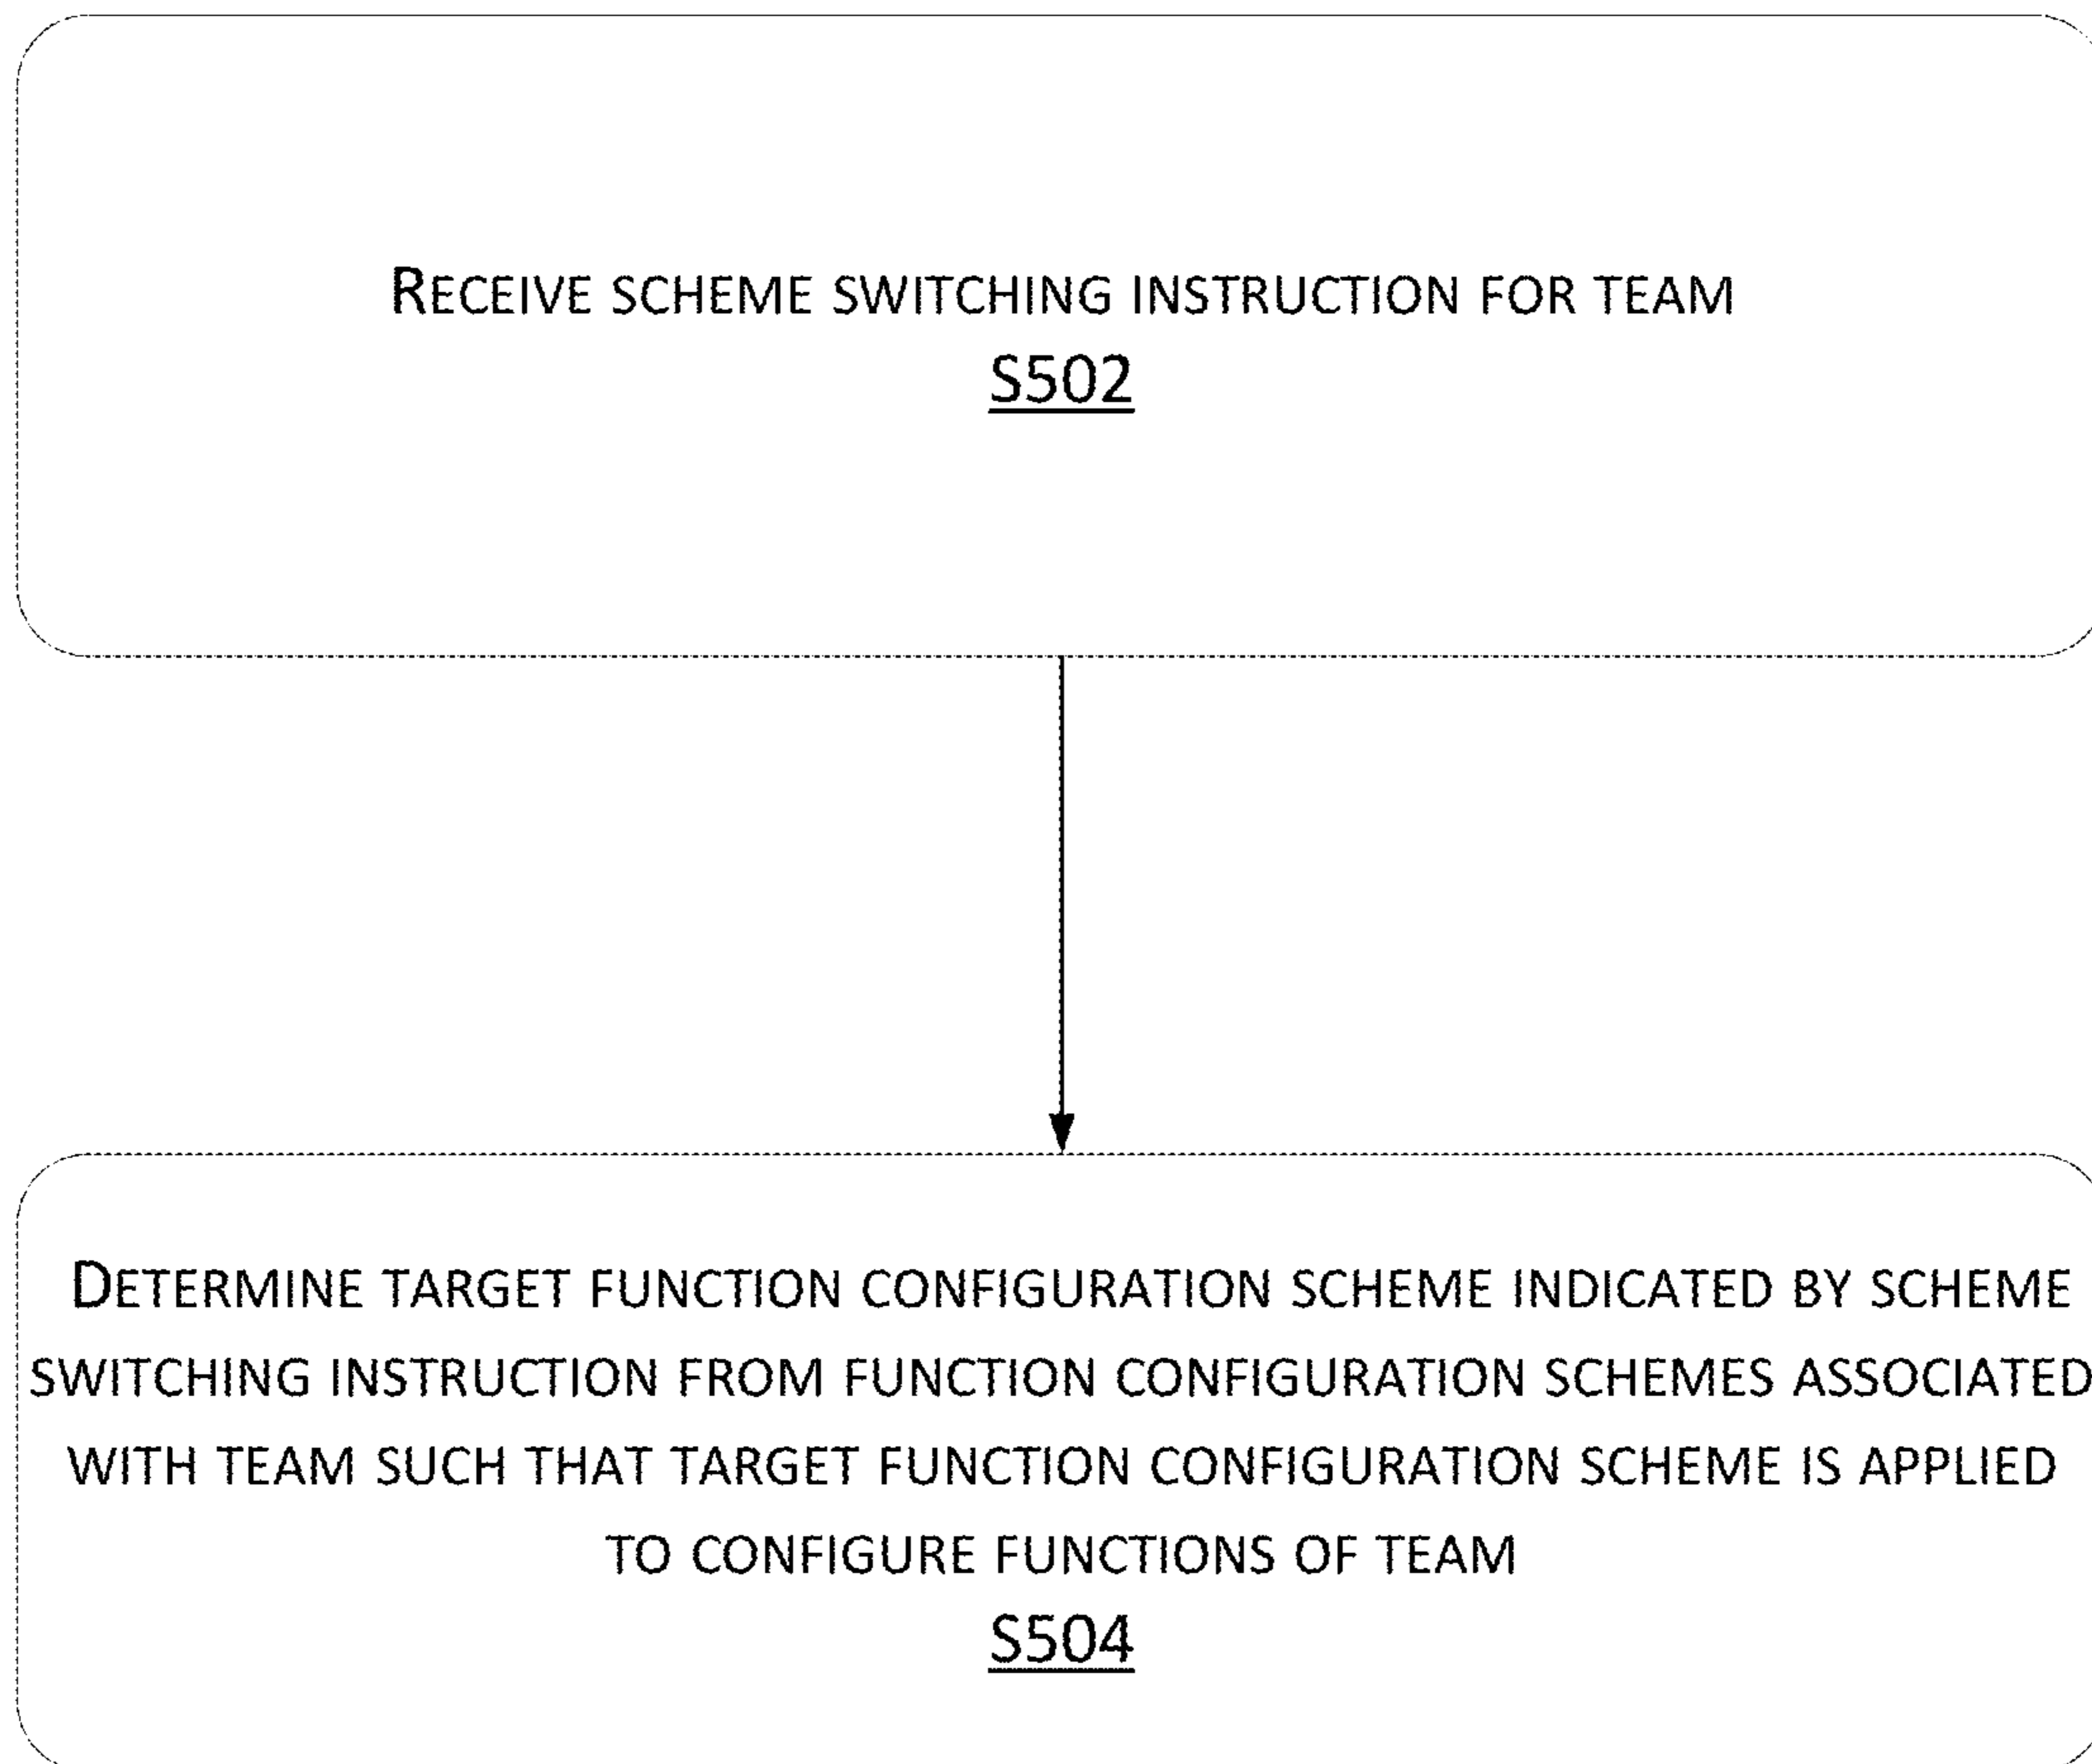 RECEIVE SCHEME SWITCHING INSTRUCTION FOR TEAM
S502
DETERMINE TARGET FUNCTION CONFIGURATION SCHEME INDICATED BY SCHEME
SWITCHING INSTRUCTION FROM FUNCTION CONFIGURATION SCHEMES ASSOCIATED
WITH TEAM SUCH THAT TARGET FUNCTION CONFIGURATION SCHEME IS APPLIED
TO CONFIGURE FUNCTIONS OF TEAM
S504